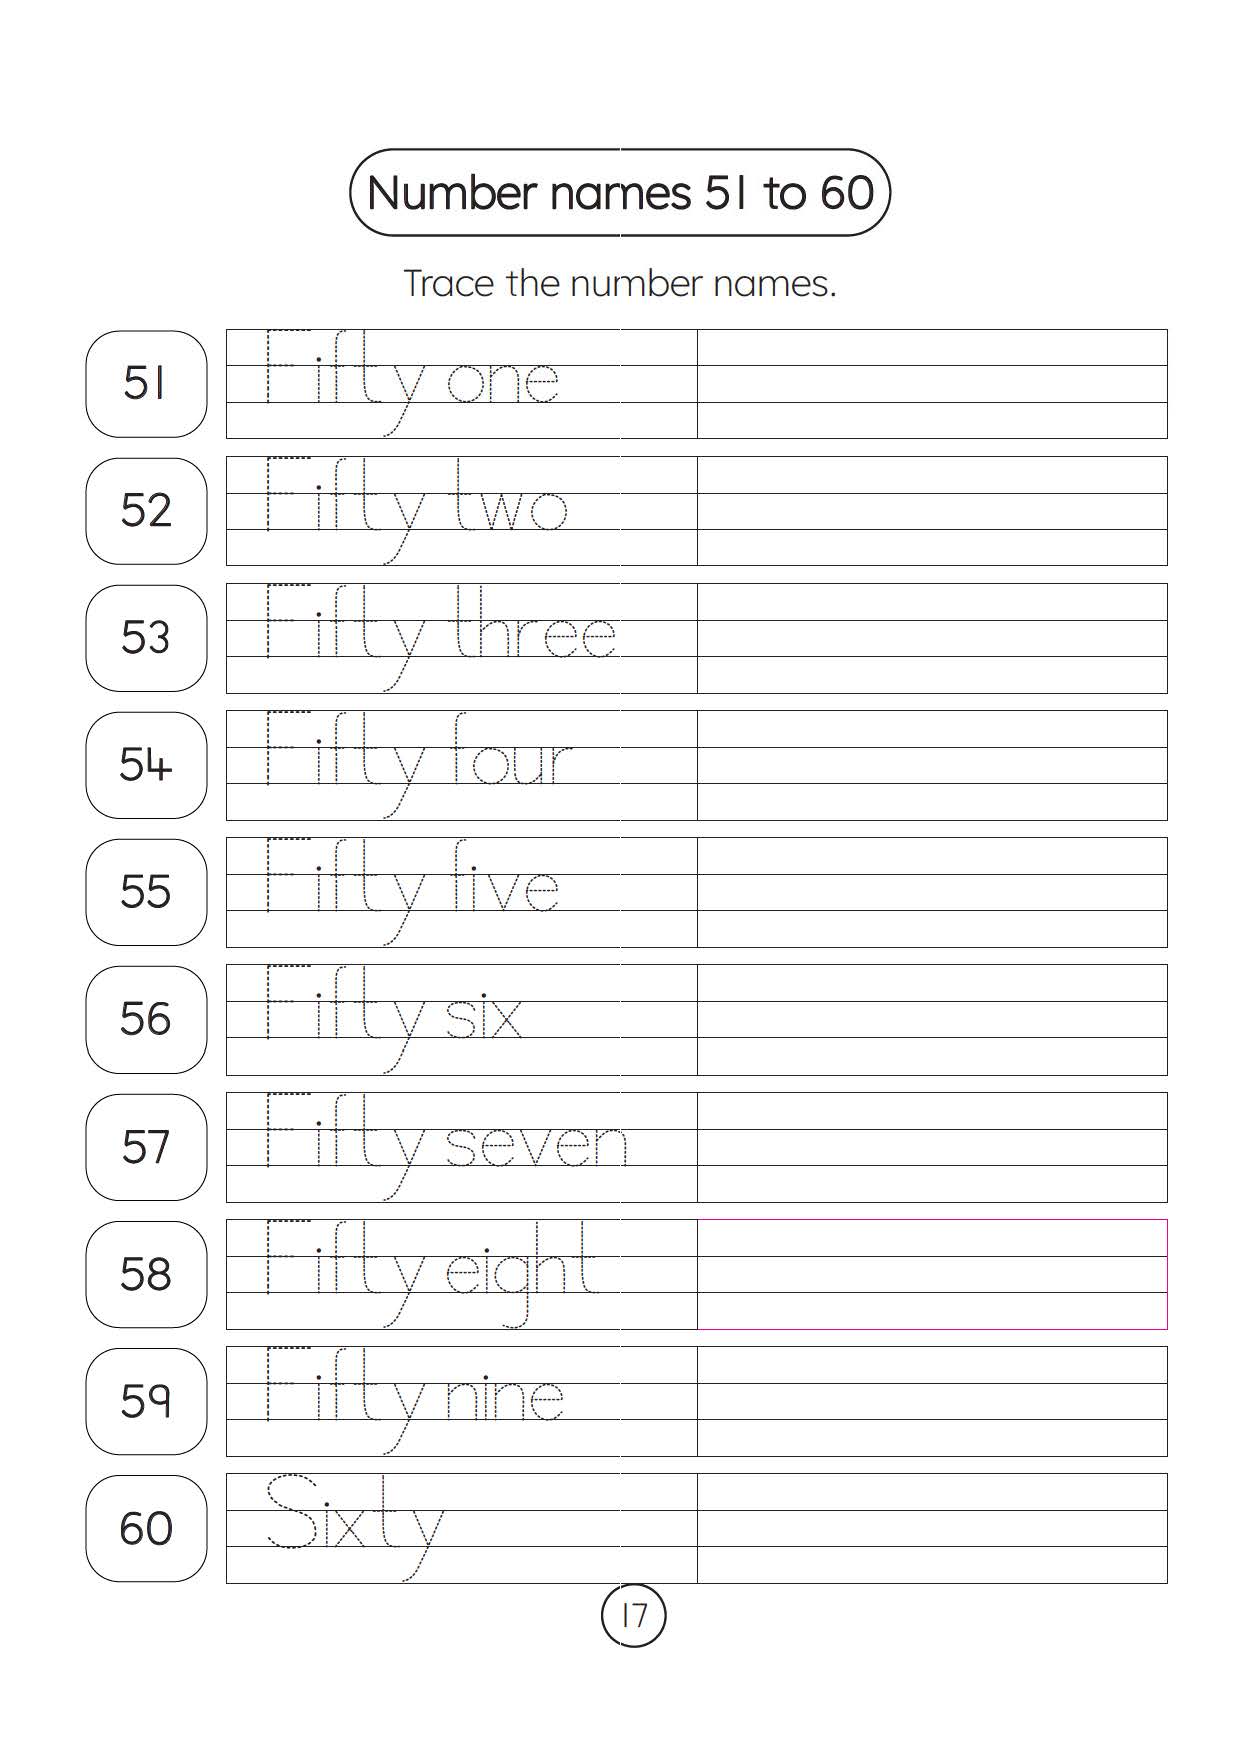 Number names 51 to 60
Trace the number names.
51 Fifty one
52 Fifty two
53 Fifty three
54 Fifty four
55 Fifty five
56 Fifty six
57 Fifty seven
58 Fifty eight
59 Fifty nine
60 Sixty
17